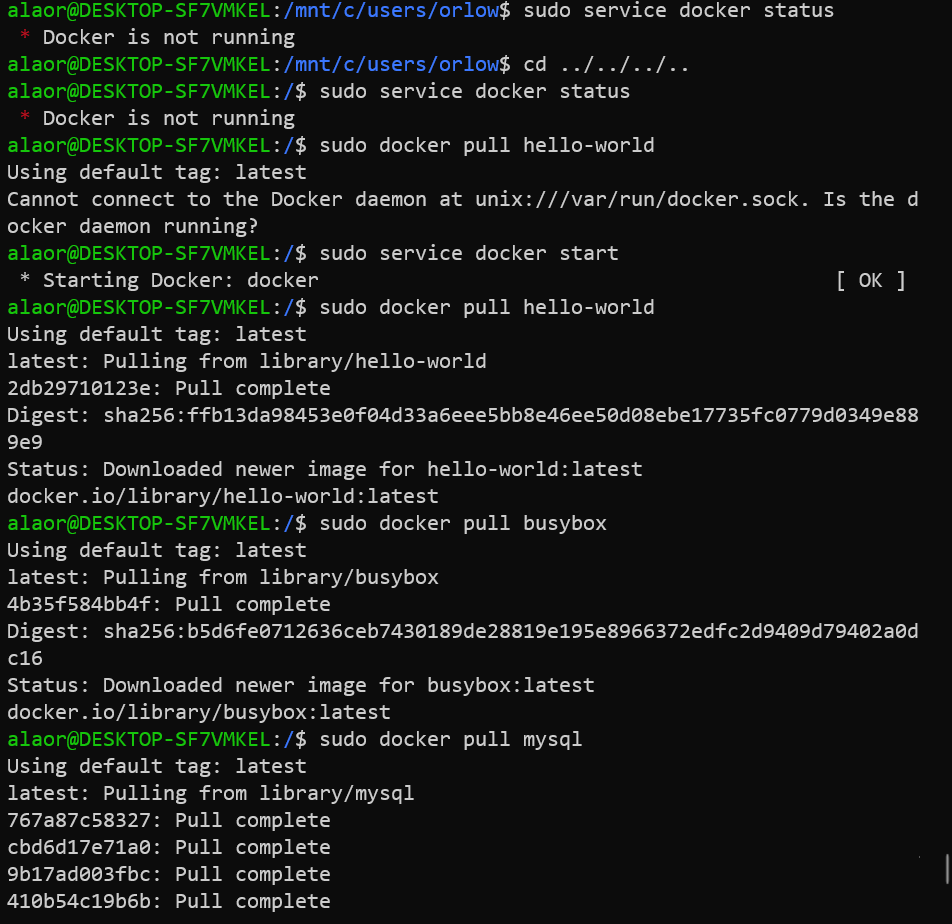 alaor@DESKTOP-SF7VMKEL:/mnt/c/users/orlow$ sudo service docker status
 * Docker is not running
alaor@DESKTOP-SF7VMKEL:/mnt/c/users/orlow$ cd ../../../..
alaor@DESKTOP-SF7VMKEL:/$ sudo service docker status
 * Docker is not running
alaor@DESKTOP-SF7VMKEL:/$ sudo docker pull hello-world
Using default tag: latest
Cannot connect to the Docker daemon at unix:///var/run/docker.sock. Is the d
ocker daemon running?
alaor@DESKTOP-SF7VMKEL:/$ sudo service docker start
 * Starting Docker: docker                                           [ OK ]
alaor@DESKTOP-SF7VMKEL:/$ sudo docker pull hello-world
Using default tag: latest
latest: Pulling from library/hello-world
2db29710123e: Pull complete
Digest: sha256:ffb13da98453e0f04d33a6eee5bb8e46ee50d08ebe17735fc0779d0349e88
9e9
Status: Downloaded newer image for hello-world:latest
docker.io/library/hello-world:latest
alaor@DESKTOP-SF7VMKEL:/$ sudo docker pull busybox
Using default tag: latest
latest: Pulling from library/busybox
4b35f584bb4f: Pull complete
Digest: sha256:b5d6fe0712636ceb7430189de28819e195e8966372edfc2d9409d79402a0d
c16
Status: Downloaded newer image for busybox:latest
docker.io/library/busybox:latest
alaor@DESKTOP-SF7VMKEL:/$ sudo docker pull mysql
Using default tag: latest
latest: Pulling from library/mysql
767a87c58327: Pull complete
cbd6d17e71a0: Pull complete
9b17ad003fbc: Pull complete
410b54c19b6b: Pull complete